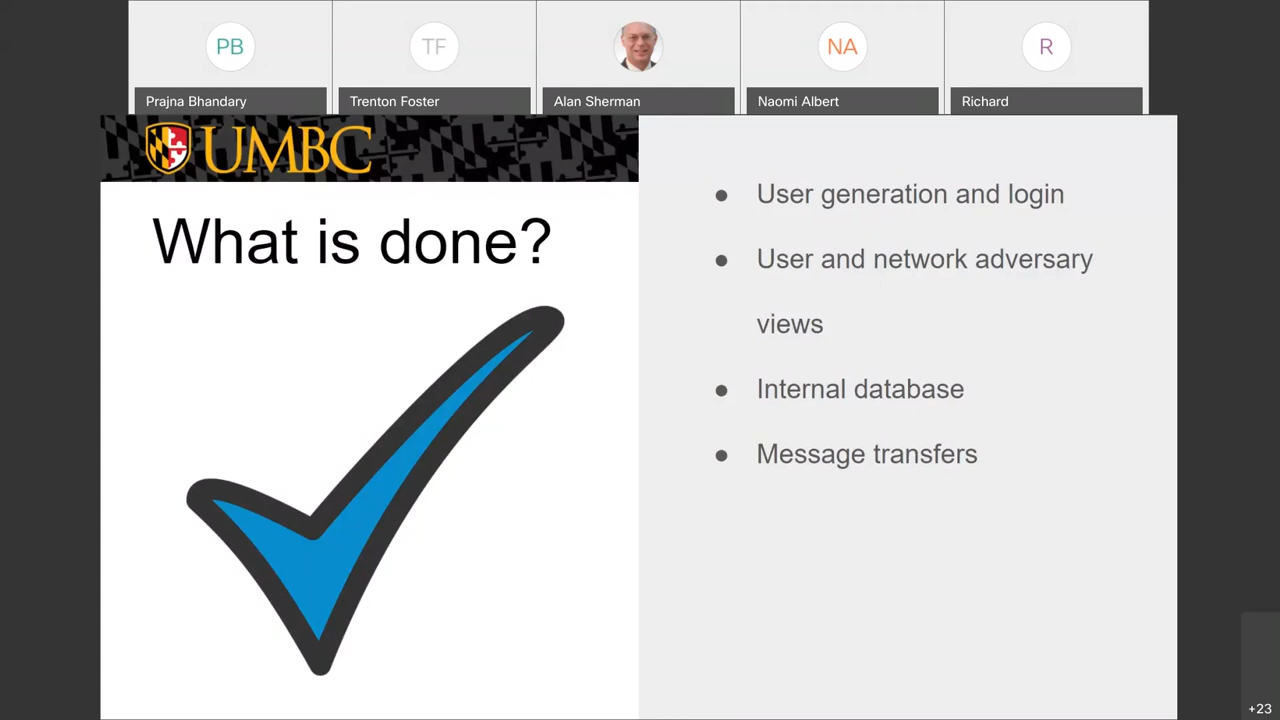 PB
TF
NA
R
Prajna Bhandary
Trenton Foster
Alan Sherman
Naomi Albert
Richard
UMBC
What is done?
● User generation and login
● User and network adversary
views
● Internal database
● Message transfers
+23